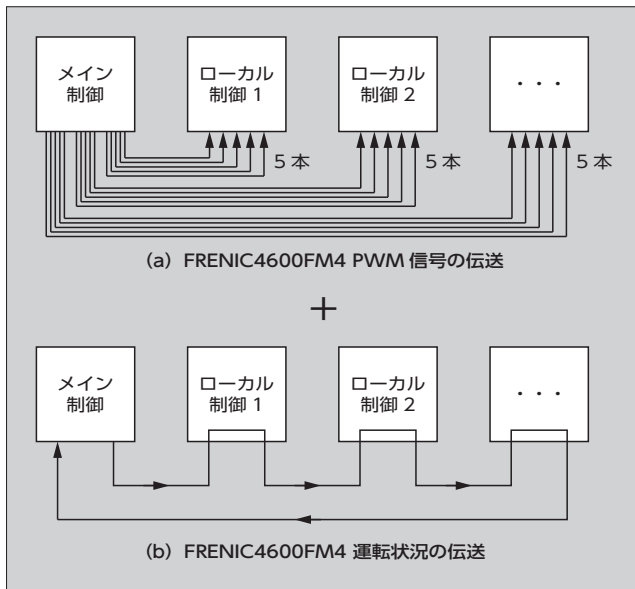 メイン
制御
ローカル
制御 1
ローカル
制御 2
・・・
5 本
5 本
5 本
(a) FRENIC4600FM4 PWM 信号の伝送
+
メイン
制御
ローカル
制御 1
ローカル
制御 2
・・・
(b) FRENIC4600FM4 運転状況の伝送